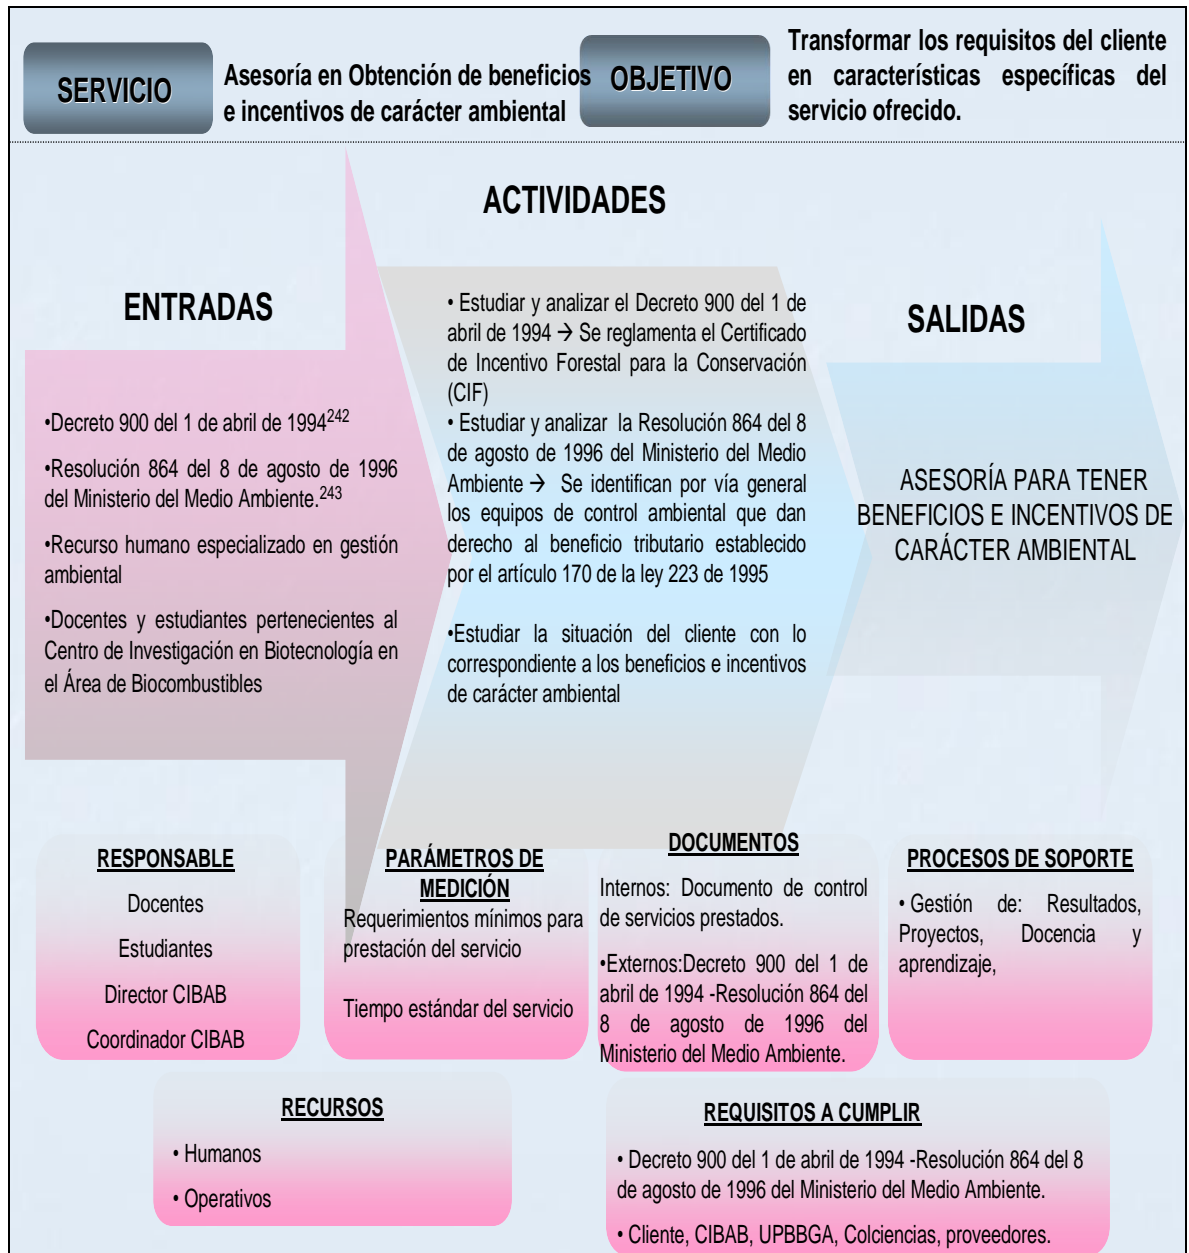 SERVICIO
Asesoría en Obtención de beneficios
e incentivos de carácter ambiental
OBJETIVO
Transformar los requisitos del cliente
en características específicas del
servicio ofrecido.
ACTIVIDADES
ENTRADAS
•Decreto 900 del 1 de abril de 1994242
•Resolución 864 del 8 de agosto de 1996
del Ministerio del Medio Ambiente.243
•Recurso humano especializado en gestión
ambiental
•Docentes y estudiantes pertenecientes al
Centro de Investigación en Biotecnología en
el Área de Biocombustibles
• Estudiar y analizar el Decreto 900 del 1 de
abril de 1994 → Se reglamenta el Certificado
de Incentivo Forestal para la Conservación
(CIF)
• Estudiar y analizar la Resolución 864 del 8
de agosto de 1996 del Ministerio del Medio
Ambiente → Se identifican por vía general
los equipos de control ambiental que dan
derecho al beneficio tributario establecido
por el artículo 170 de la ley 223 de 1995
•Estudiar la situación del cliente con lo
correspondiente a los beneficios e incentivos
de carácter ambiental
SALIDAS
ASESORÍA PARA TENER
BENEFICIOS E INCENTIVOS DE
CARÁCTER AMBIENTAL
RESPONSABLE
Docentes
Estudiantes
Director CIBAB
Coordinador CIBAB
PARÁMETROS DE
MEDICIÓN
Requerimientos mínimos para
prestación del servicio
Tiempo estándar del servicio
DOCUMENTOS
Internos: Documento de control
de servicios prestados.
•Externos:Decreto 900 del 1 de
abril de 1994 -Resolución 864 del
8 de agosto de 1996 del
Ministerio del Medio Ambiente.
PROCESOS DE SOPORTE
• Gestión de: Resultados,
Proyectos, Docencia y
aprendizaje,
RECURSOS
• Humanos
• Operativos
REQUISITOS A CUMPLIR
• Decreto 900 del 1 de abril de 1994 -Resolución 864 del 8
de agosto de 1996 del Ministerio del Medio Ambiente.
• Cliente, CIBAB, UPBBGA, Colciencias, proveedores.